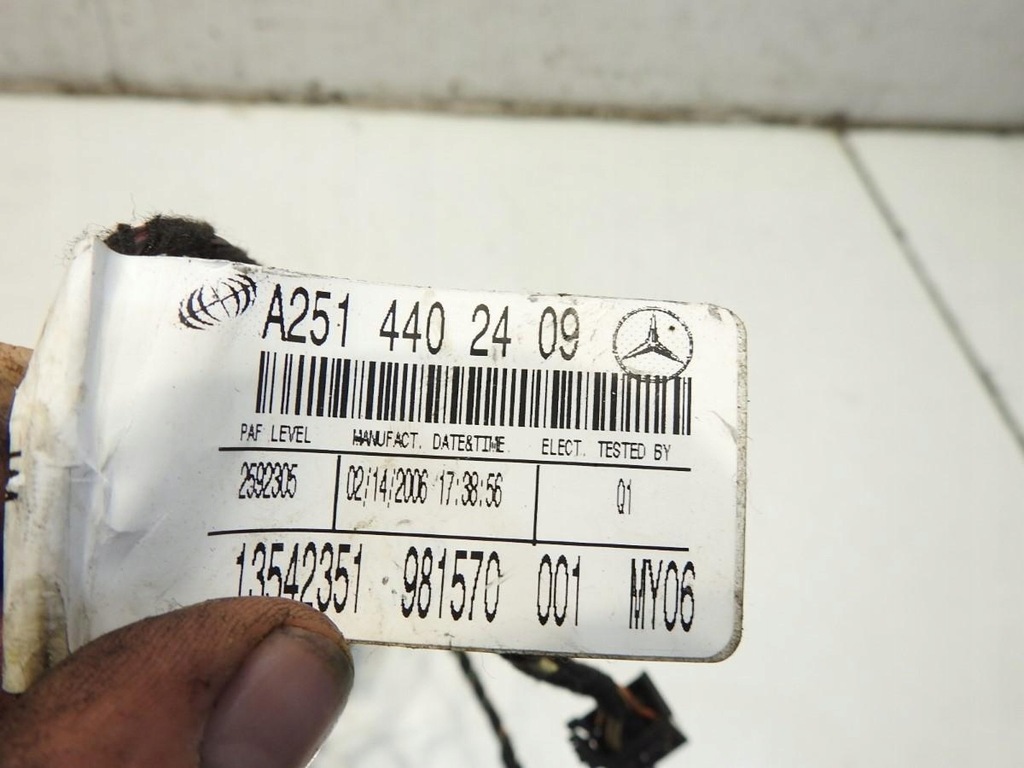 A251 440 24 09
PAF LEVEL MANUFACT. DATE&TIME ELECT. TESTED BY
2592305 02/14/2006 17:38:56 Q1
13542351 981570 001 MY06